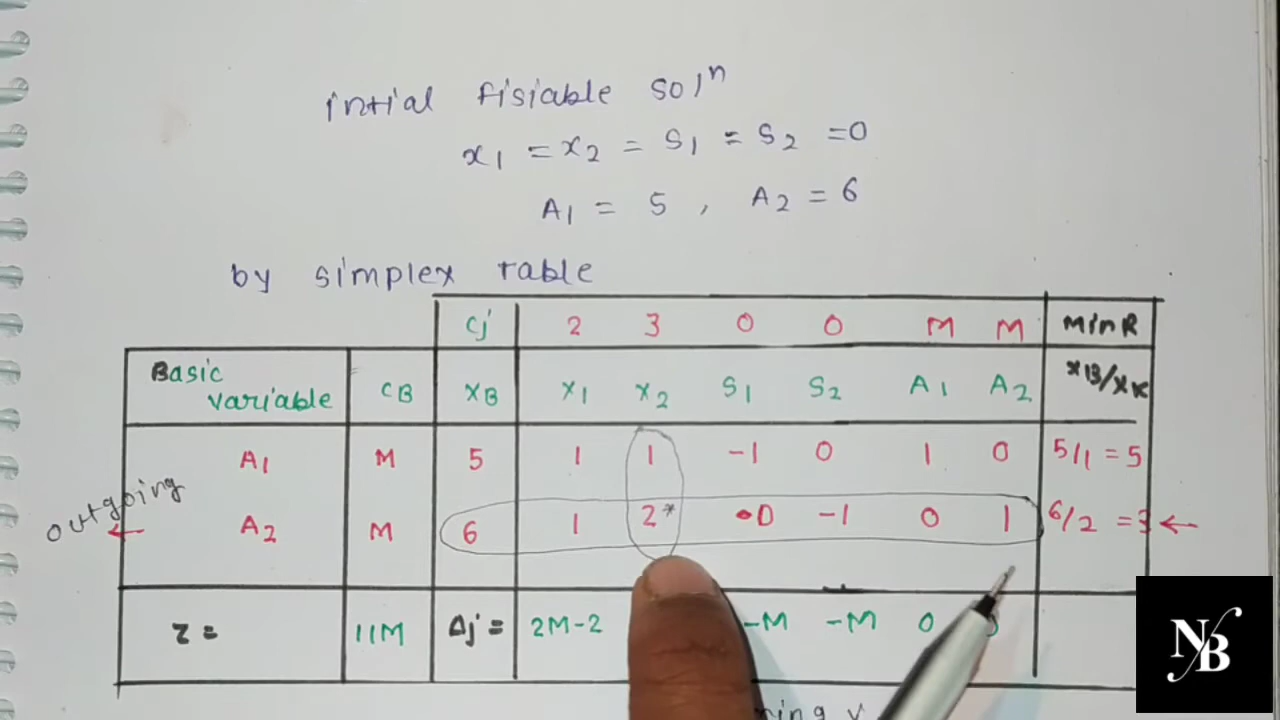 intial fisiable solⁿ
x₁ = x₂ = S₁ = S₂ = 0
A₁ = 5 , A₂ = 6
by simplex table
Cj 2 3 0 0 M M Min R
Basic variable CB XB x₁ x₂ S₁ S₂ A₁ A₂ XB/XK
A₁ M 5 1 1 -1 0 1 0 5/1 = 5
outgoing ← A₂ M 6 1 2* 0 -1 0 1 6/2 = 3 ←
Z = 11M Δj = 2M-2 -M -M 0
NB